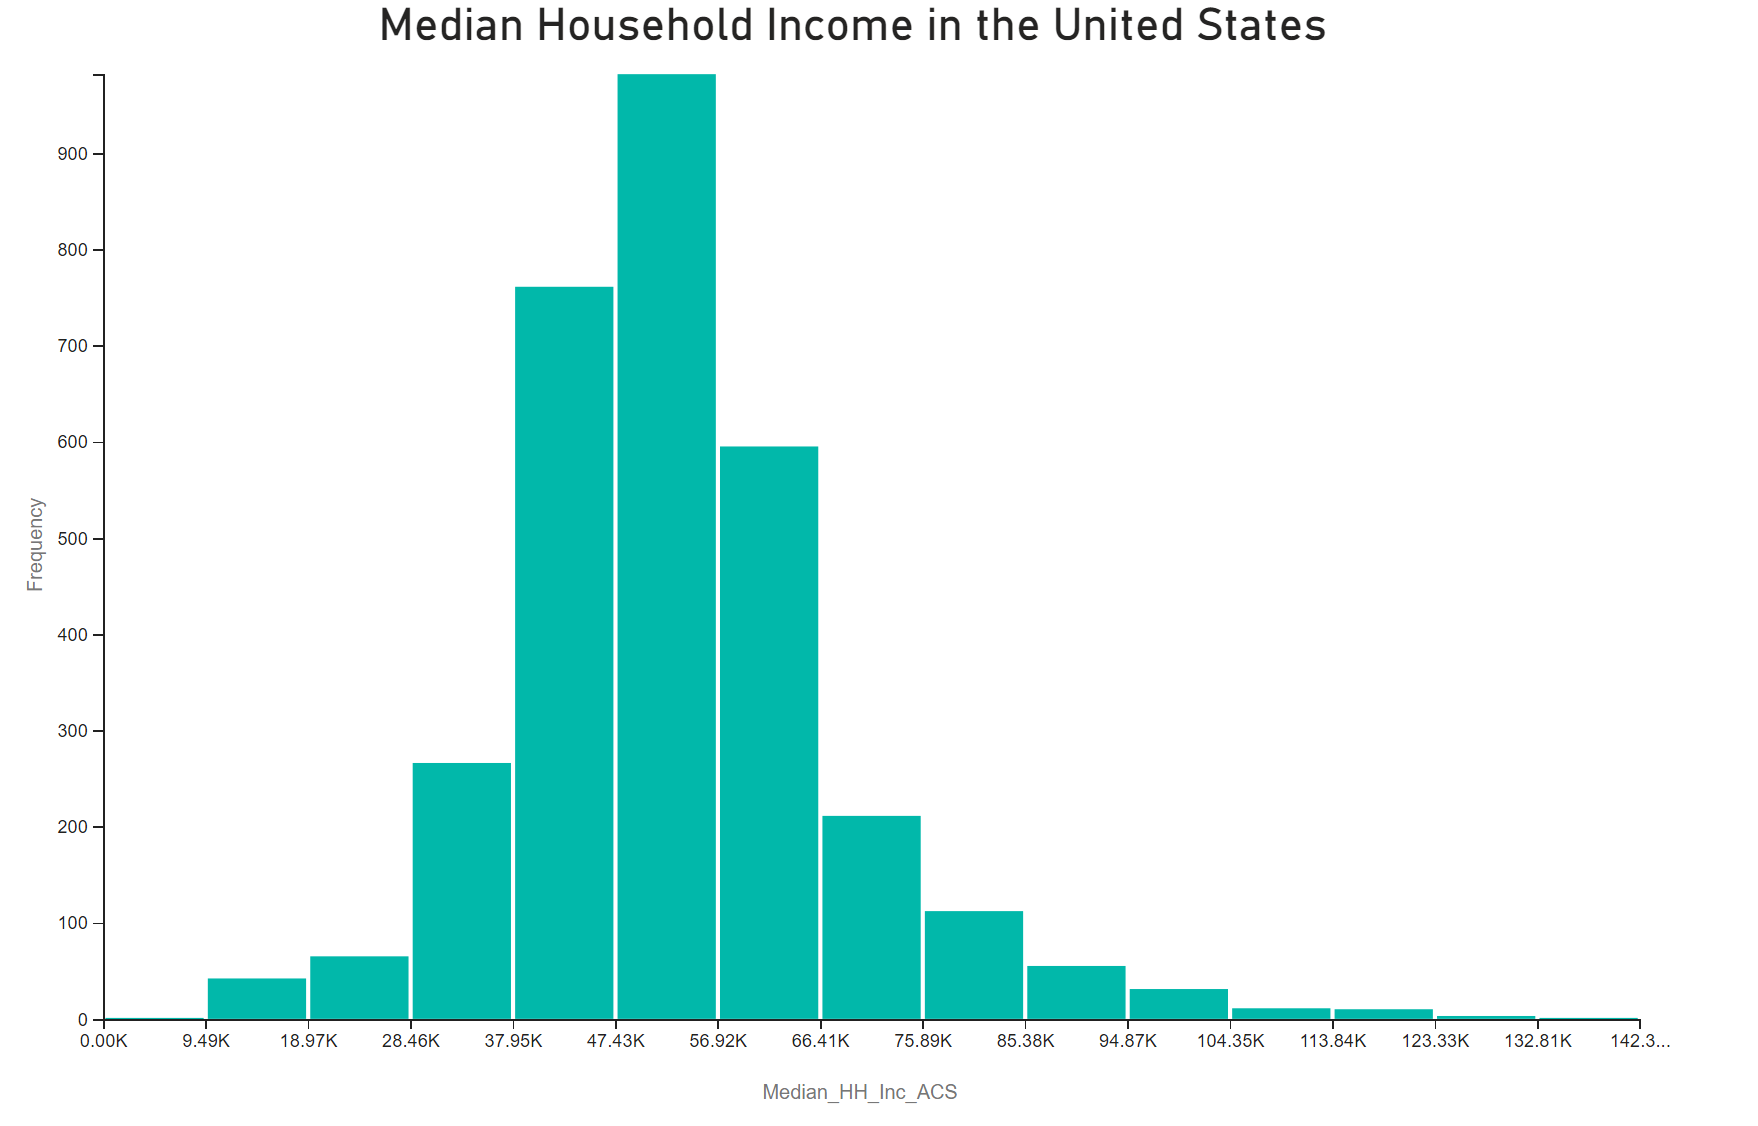 Median Household Income in the United States
900
800
700
600
500
400
300
200
100
0
Frequency
0.00K 9.49K 18.97K 28.46K 37.95K 47.43K 56.92K 66.41K 75.89K 85.38K 94.87K 104.35K 113.84K 123.33K 132.81K 142.3...
Median_HH_Inc_ACS